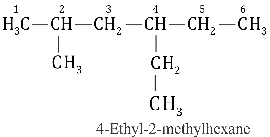 1 2 3 4 5 6
H₃C—CH—CH₂—CH—CH₂—CH₃
CH₃ CH₂
CH₃
4-Ethyl-2-methylhexane